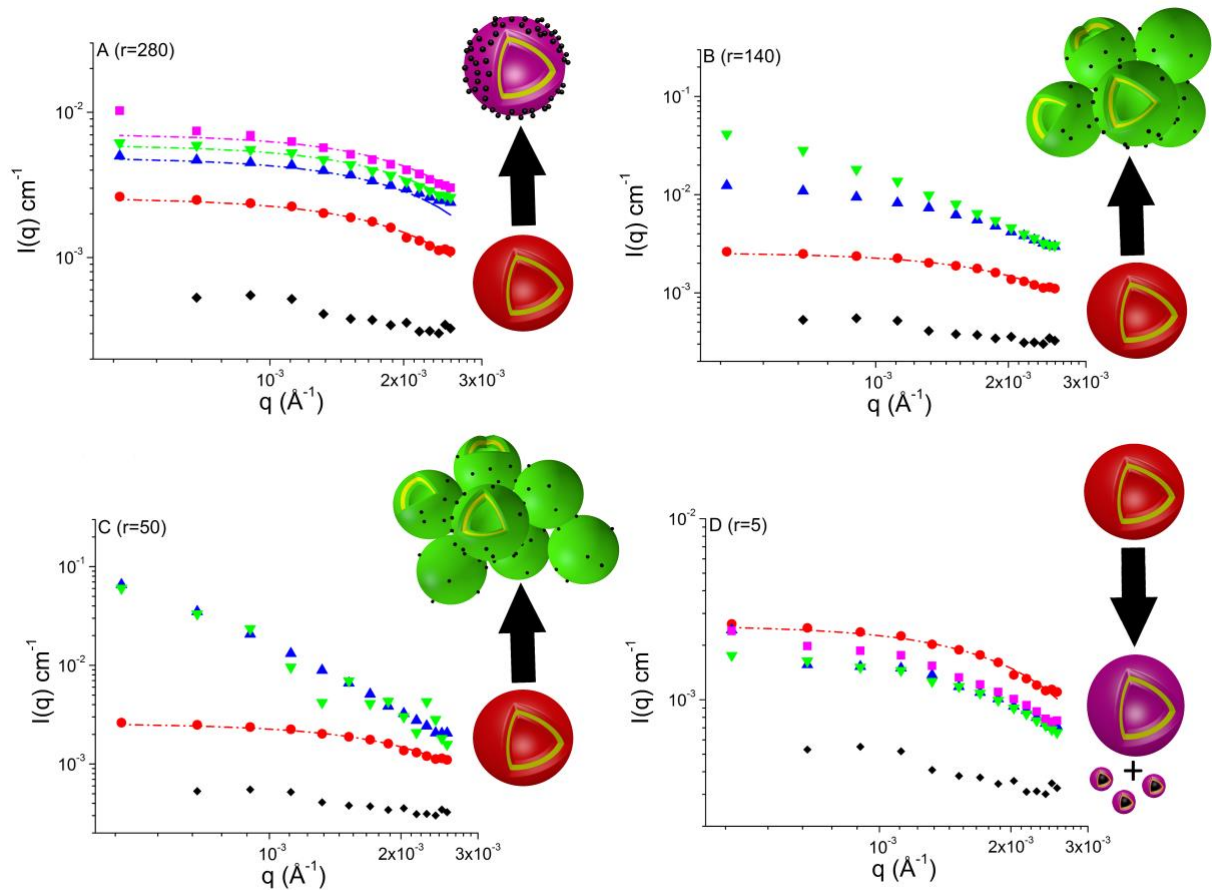 A (r=280)
10⁻²
10⁻³
I(q) cm⁻¹
10⁻³
2x10⁻³
3x10⁻³
q (Å⁻¹)
B (r=140)
10⁻¹
10⁻²
10⁻³
I(q) cm⁻¹
10⁻³
2x10⁻³
3x10⁻³
q (Å⁻¹)
C (r=50)
10⁻¹
10⁻²
10⁻³
I(q) cm⁻¹
10⁻³
2x10⁻³
3x10⁻³
q (Å⁻¹)
D (r=5)
10⁻²
10⁻³
I(q) cm⁻¹
10⁻³
2x10⁻³
3x10⁻³
q (Å⁻¹)
+